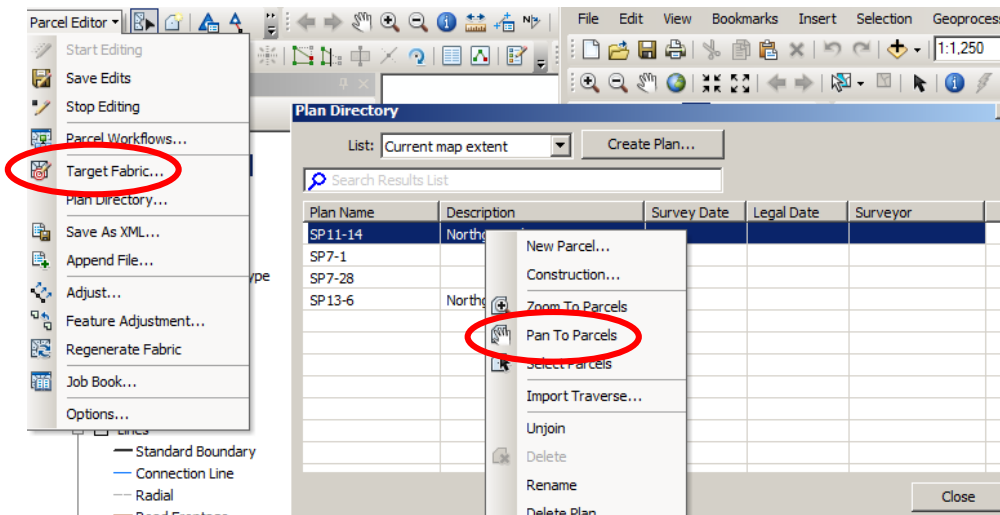 Parcel Editor
File Edit View Bookmarks Insert Selection Geoproces
1:1,250
Start Editing
Save Edits
Stop Editing
Parcel Workflows...
Target Fabric...
Plan Directory...
Save As XML...
Append File...
Adjust...
Feature Adjustment...
Regenerate Fabric
Job Book...
Options...
Lines
Standard Boundary
Connection Line
Radial
Plan Directory
List: Current map extent Create Plan...
Search Results List
Plan Name Description Survey Date Legal Date Surveyor
SP11-14
SP7-1
SP7-28
SP13-6
New Parcel...
Construction...
Zoom To Parcels
Pan To Parcels
Select Parcels
Import Traverse...
Unjoin
Delete
Rename
Delete Plan
Close